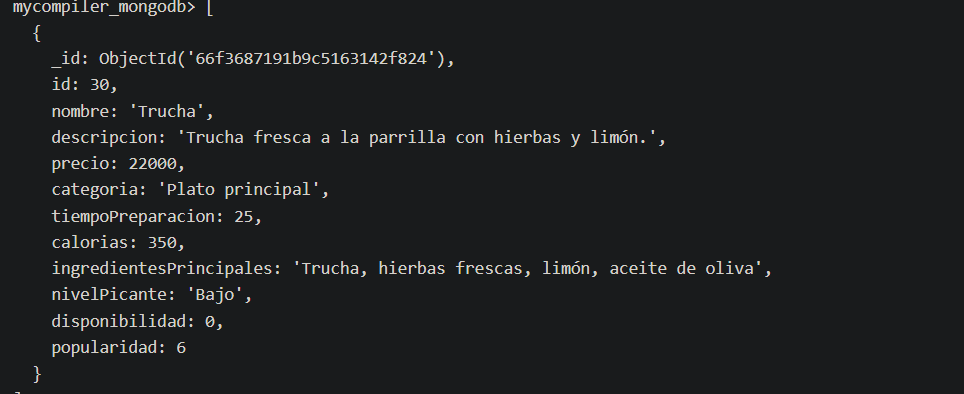 mycompiler_mongodb> [
{
_id: ObjectId('66f3687191b9c5163142f824'),
id: 30,
nombre: 'Trucha',
descripcion: 'Trucha fresca a la parrilla con hierbas y limón.',
precio: 22000,
categoria: 'Plato principal',
tiempoPreparacion: 25,
calorias: 350,
ingredientesPrincipales: 'Trucha, hierbas frescas, limón, aceite de oliva',
nivelPicante: 'Bajo',
disponibilidad: 0,
popularidad: 6
}